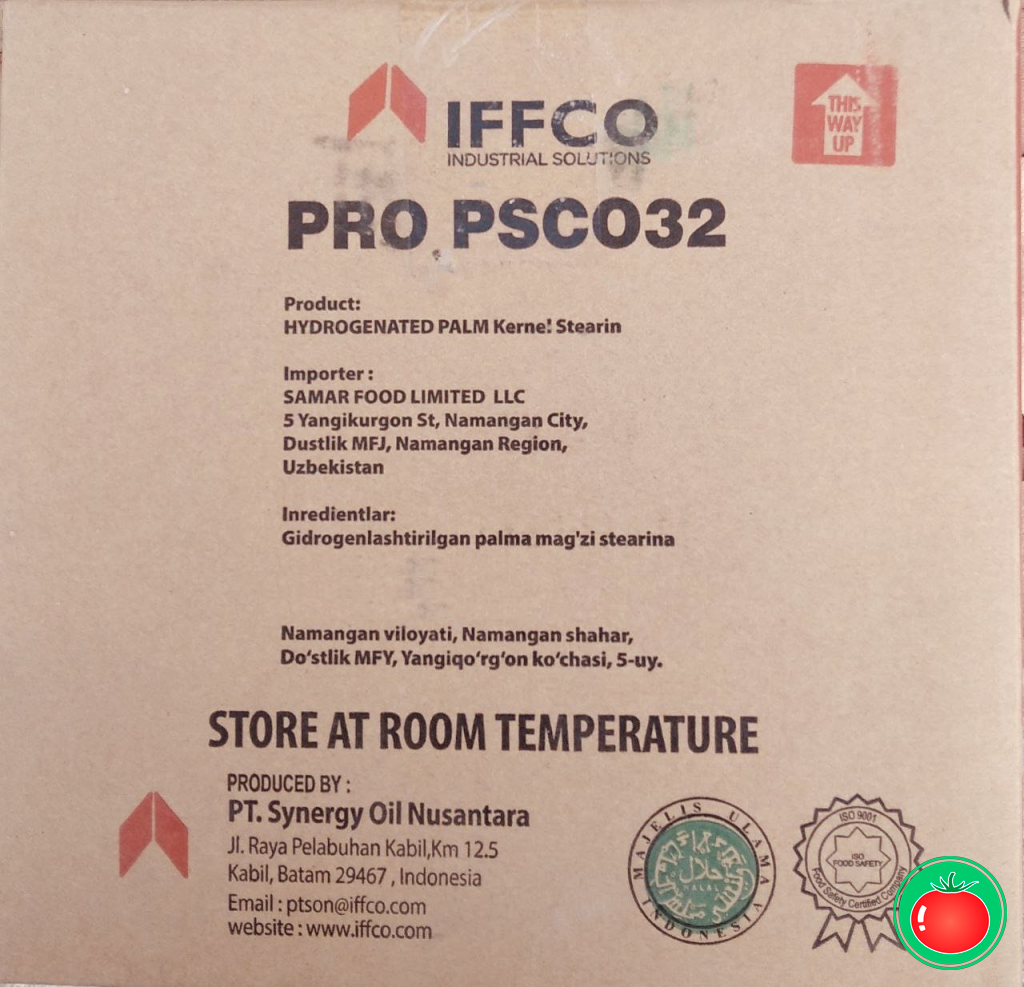 IFFCO
INDUSTRIAL SOLUTIONS
THIS
WAY
UP
PRO PSCO32
Product:
HYDROGENATED PALM Kerne! Stearin
Importer :
SAMAR FOOD LIMITED LLC
5 Yangikurgon St, Namangan City,
Dustlik MFJ, Namangan Region,
Uzbekistan
Inredientlar:
Gidrogenlashtirilgan palma mag'zi stearina
Namangan viloyati, Namangan shahar,
Do‘stlik MFY, Yangiqo‘rg‘on ko‘chasi, 5-uy.
STORE AT ROOM TEMPERATURE
PRODUCED BY :
PT. Synergy Oil Nusantara
Jl. Raya Pelabuhan Kabil,Km 12.5
Kabil, Batam 29467 , Indonesia
Email : ptson@iffco.com
website : www.iffco.com
MAJELIS ULAMA
حلال
HALAL
INDONESIA
ISO 9001
ISO
FOOD SAFETY
Food Sefety Certified Company